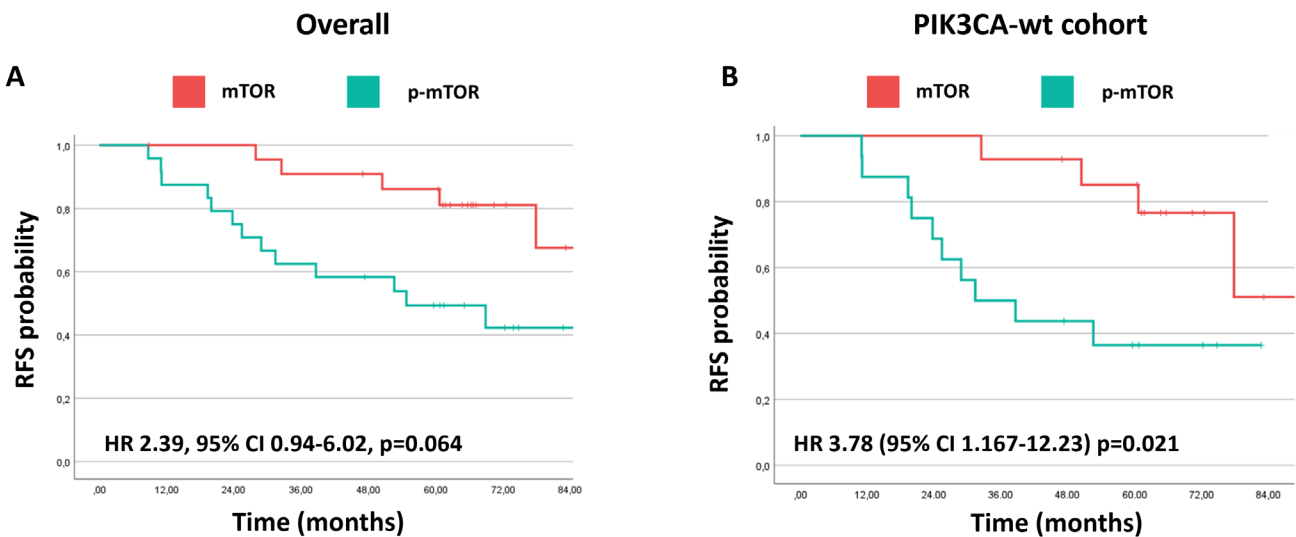 Overall
PIK3CA-wt cohort
A
mTOR
p-mTOR
RFS probability
1,0
0,8
0,6
0,4
0,2
0,0
HR 2.39, 95% CI 0.94-6.02, p=0.064
,00
12,00
24,00
36,00
48,00
60,00
72,00
84,00
Time (months)
B
mTOR
p-mTOR
RFS probability
1,0
0,8
0,6
0,4
0,2
0,0
HR 3.78 (95% CI 1.167-12.23) p=0.021
,00
12,00
24.00
36.00
48.00
60.00
72,00
84,00
Time (months)